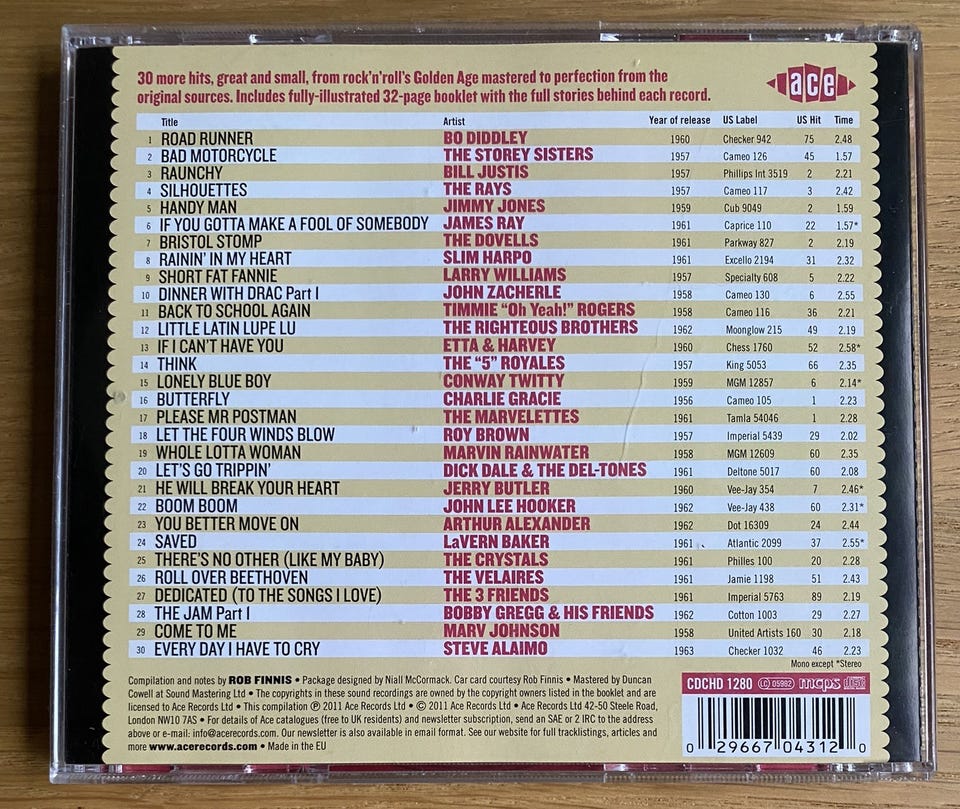 30 more hits, great and small, from rock'n'roll's Golden Age mastered to perfection from the
original sources. Includes fully-illustrated 32-page booklet with the full stories behind each record.
ace
Title Artist Year of release US Label US Hit Time
1 ROAD RUNNER BO DIDDLEY 1960 Checker 942 75 2.48
2 BAD MOTORCYCLE THE STOREY SISTERS 1957 Cameo 126 45 1.57
3 RAUNCHY BILL JUSTIS 1957 Phillips Int 3519 2 2.21
4 SILHOUETTES THE RAYS 1957 Cameo 117 3 2.42
5 HANDY MAN JIMMY JONES 1959 Cub 9049 2 1.59
6 IF YOU GOTTA MAKE A FOOL OF SOMEBODY JAMES RAY 1961 Caprice 110 22 1.57*
7 BRISTOL STOMP THE DOVELLS 1961 Parkway 827 2 2.19
8 RAININ' IN MY HEART SLIM HARPO 1961 Excello 2194 31 2.32
9 SHORT FAT FANNIE LARRY WILLIAMS 1957 Specialty 608 5 2.22
10 DINNER WITH DRAC Part I JOHN ZACHERLE 1958 Cameo 130 6 2.55
11 BACK TO SCHOOL AGAIN TIMMIE "Oh Yeah!" ROGERS 1958 Cameo 116 36 2.21
12 LITTLE LATIN LUPE LU THE RIGHTEOUS BROTHERS 1962 Moonglow 215 49 2.19
13 IF I CAN'T HAVE YOU ETTA & HARVEY 1960 Chess 1760 52 2.58*
14 THINK THE "5" ROYALES 1957 King 5053 66 2.35
15 LONELY BLUE BOY CONWAY TWITTY 1959 MGM 12857 6 2.14*
16 BUTTERFLY CHARLIE GRACIE 1956 Cameo 105 1 2.23
17 PLEASE MR POSTMAN THE MARVELETTES 1961 Tamla 54046 1 2.28
18 LET THE FOUR WINDS BLOW ROY BROWN 1957 Imperial 5439 29 2.02
19 WHOLE LOTTA WOMAN MARVIN RAINWATER 1958 MGM 12609 60 2.35
20 LET'S GO TRIPPIN' DICK DALE & THE DEL-TONES 1961 Deltone 5017 60 2.08
21 HE WILL BREAK YOUR HEART JERRY BUTLER 1960 Vee-Jay 354 7 2.46*
22 BOOM BOOM JOHN LEE HOOKER 1962 Vee-Jay 438 60 2.31*
23 YOU BETTER MOVE ON ARTHUR ALEXANDER 1962 Dot 16309 24 2.44
24 SAVED LaVERN BAKER 1961 Atlantic 2099 37 2.55*
25 THERE'S NO OTHER (LIKE MY BABY) THE CRYSTALS 1961 Philles 100 20 2.28
26 ROLL OVER BEETHOVEN THE VELAIRES 1961 Jamie 1198 51 2.43
27 DEDICATED (TO THE SONGS I LOVE) THE 3 FRIENDS 1961 Imperial 5763 89 2.19
28 THE JAM Part I BOBBY GREGG & HIS FRIENDS 1962 Cotton 1003 29 2.27
29 COME TO ME MARV JOHNSON 1958 United Artists 160 30 2.18
30 EVERY DAY I HAVE TO CRY STEVE ALAIMO 1963 Checker 1032 46 2.23
Mono except *Stereo
Compilation and notes by ROB FINNIS • Package designed by Niall McCormack. Car card courtesy Rob Finnis • Mastered by Duncan
Cowell at Sound Mastering Ltd • The copyrights in these sound recordings are owned by the copyright owners listed in the booklet and are
licensed to Ace Records Ltd • This compilation ℗ 2011 Ace Records Ltd • © 2011 Ace Records Ltd • Ace Records Ltd 42-50 Steele Road,
London NW10 7AS • For details of Ace catalogues (free to UK residents) and newsletter subscription, send an SAE or 2 IRC to the address
above or e-mail: info@acerecords.com. Our newsletter is also available in email format. See our website for full tracklistings, articles and
more www.acerecords.com • Made in the EU
CDCHD 1280 LC 05982 mcps disc
0 29667 04312 0